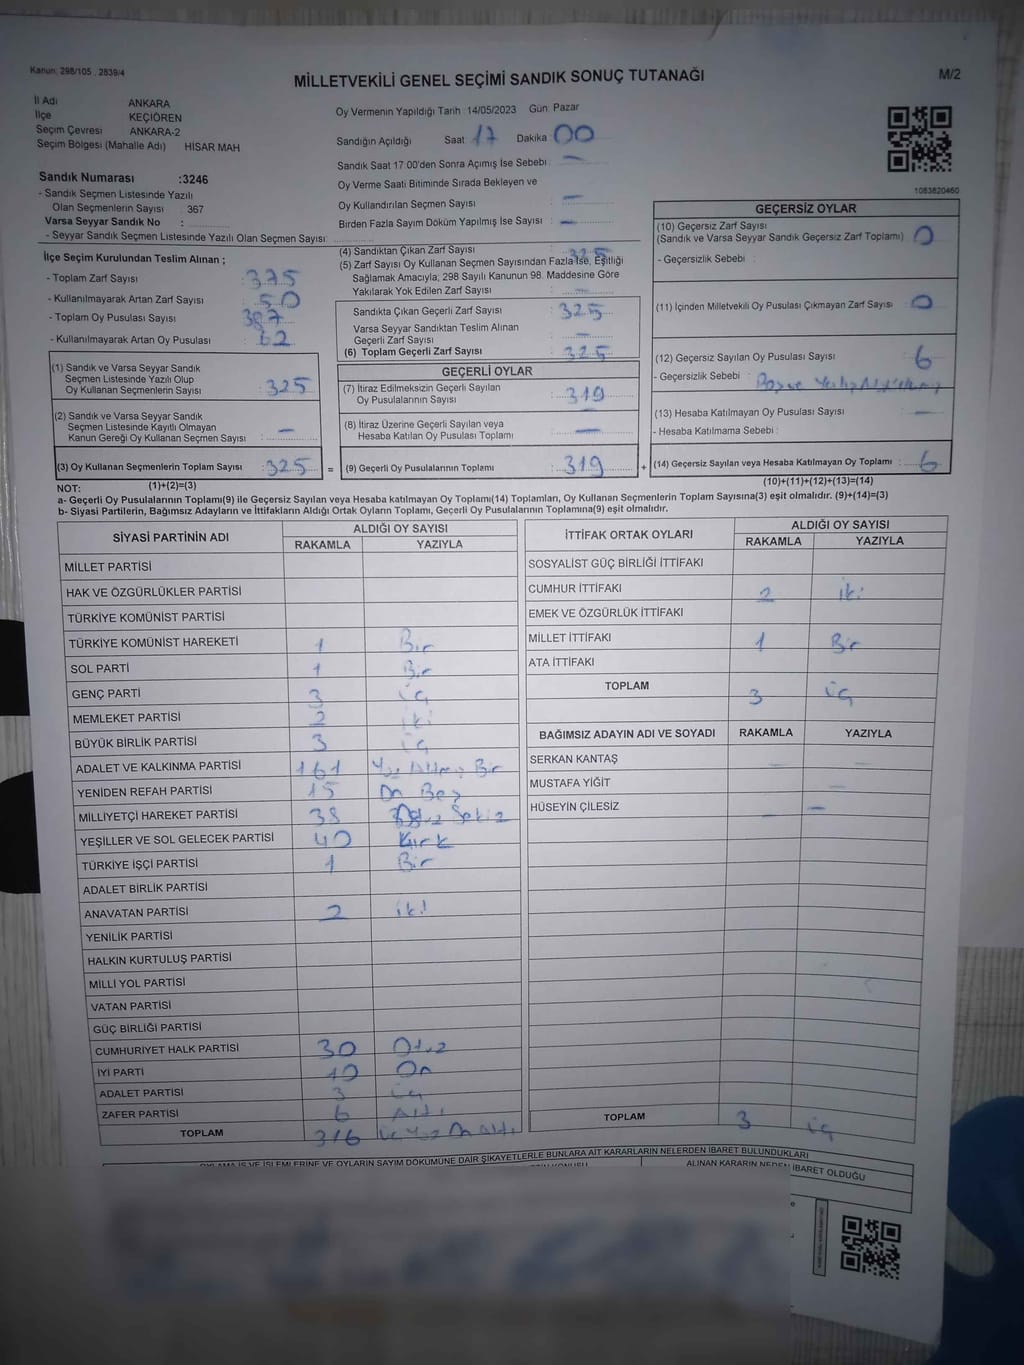 Kanun: 298/105 , 2839/4
MİLLETVEKİLİ GENEL SEÇİMİ SANDIK SONUÇ TUTANAĞI
M/2
İl Adı ANKARA
İlçe KEÇİÖREN
Seçim Çevresi ANKARA-2
Seçim Bölgesi (Mahalle Adı) HİSAR MAH
Oy Vermenin Yapıldığı Tarih : 14/05/2023 Gün: Pazar
Sandığın Açıldığı Saat 17 Dakika 00
Sandık Saat 17:00'den Sonra Açımış İse Sebebi : —
Oy Verme Saati Bitiminde Sırada Bekleyen ve
Oy Kullandırılan Seçmen Sayısı : —
Birden Fazla Sayım Döküm Yapılmış İse Sayısı : —
1083820460
Sandık Numarası :3246
- Sandık Seçmen Listesinde Yazılı
Olan Seçmenlerin Sayısı : 367
Varsa Seyyar Sandık No :
- Seyyar Sandık Seçmen Listesinde Yazılı Olan Seçmen Sayısı:
İlçe Seçim Kurulundan Teslim Alınan ;
- Toplam Zarf Sayısı : 375
- Kullanılmayarak Artan Zarf Sayısı : 50
- Toplam Oy Pusulası Sayısı : 387
- Kullanılmayarak Artan Oy Pusulası : 62
(1) Sandık ve Varsa Seyyar Sandık
Seçmen Listesinde Yazılı Olup
Oy Kullanan Seçmenlerin Sayısı : 325
(2) Sandık ve Varsa Seyyar Sandık
Seçmen Listesinde Kayıtlı Olmayan
Kanun Gereği Oy Kullanan Seçmen Sayısı : —
(3) Oy Kullanan Seçmenlerin Toplam Sayısı : 325 =
(4) Sandıktan Çıkan Zarf Sayısı : 325
(5) Zarf Sayısı Oy Kullanan Seçmen Sayısından Fazla İse, Eşitliği
Sağlamak Amacıyla, 298 Sayılı Kanunun 98. Maddesine Göre
Yakılarak Yok Edilen Zarf Sayısı : —
Sandıkta Çıkan Geçerli Zarf Sayısı : 325
Varsa Seyyar Sandıktan Teslim Alınan
Geçerli Zarf Sayısı : —
(6) Toplam Geçerli Zarf Sayısı : 325
GEÇERLİ OYLAR
(7) İtiraz Edilmeksizin Geçerli Sayılan
Oy Pusulalarının Sayısı : 319
(8) İtiraz Üzerine Geçerli Sayılan veya
Hesaba Katılan Oy Pusulası Toplamı : —
(9) Geçerli Oy Pusulalarının Toplamı : 319 +
GEÇERSİZ OYLAR
(10) Geçersiz Zarf Sayısı
(Sandık ve Varsa Seyyar Sandık Geçersiz Zarf Toplamı) : 0
- Geçersizlik Sebebi :
(11) İçinden Milletvekili Oy Pusulası Çıkmayan Zarf Sayısı : 0
(12) Geçersiz Sayılan Oy Pusulası Sayısı : 6
- Geçersizlik Sebebi :
(13) Hesaba Katılmayan Oy Pusulası Sayısı : —
- Hesaba Katılmama Sebebi :
(14) Geçersiz Sayılan veya Hesaba Katılmayan Oy Toplamı : 6
NOT: (1)+(2)=(3)
(10)+(11)+(12)+(13)=(14)
a- Geçerli Oy Pusulalarının Toplamı(9) ile Geçersiz Sayılan veya Hesaba katılmayan Oy Toplamı(14) Toplamları, Oy Kullanan Seçmenlerin Toplam Sayısına(3) eşit olmalıdır. (9)+(14)=(3)
b- Siyasi Partilerin, Bağımsız Adayların ve İttifakların Aldığı Ortak Oyların Toplamı, Geçerli Oy Pusulalarının Toplamına(9) eşit olmalıdır.
SİYASİ PARTİNİN ADI ALDIĞI OY SAYISI
RAKAMLA YAZIYLA
MİLLET PARTİSİ
HAK VE ÖZGÜRLÜKLER PARTİSİ
TÜRKİYE KOMÜNİST PARTİSİ
TÜRKİYE KOMÜNİST HAREKETİ 1 Bir
SOL PARTİ 1 Bir
GENÇ PARTİ 3 üç
MEMLEKET PARTİSİ 2 iki
BÜYÜK BİRLİK PARTİSİ 3 üç
ADALET VE KALKINMA PARTİSİ 161 Yüz Altmış Bir
YENİDEN REFAH PARTİSİ 15 On Beş
MİLLİYETÇİ HAREKET PARTİSİ 38 Otuz Sekiz
YEŞİLLER VE SOL GELECEK PARTİSİ 40 Kırk
TÜRKİYE İŞÇİ PARTİSİ 1 Bir
ADALET BİRLİK PARTİSİ
ANAVATAN PARTİSİ 2 iki
YENİLİK PARTİSİ
HALKIN KURTULUŞ PARTİSİ
MİLLİ YOL PARTİSİ
VATAN PARTİSİ
GÜÇ BİRLİĞİ PARTİSİ
CUMHURİYET HALK PARTİSİ 30 Otuz
İYİ PARTİ 10 On
ADALET PARTİSİ 3 üç
ZAFER PARTİSİ 6 Altı
TOPLAM 316 üç Yüz On Altı
İTTİFAK ORTAK OYLARI ALDIĞI OY SAYISI
RAKAMLA YAZIYLA
SOSYALİST GÜÇ BİRLİĞİ İTTİFAKI
CUMHUR İTTİFAKI 2 iki
EMEK VE ÖZGÜRLÜK İTTİFAKI
MİLLET İTTİFAKI 1 Bir
ATA İTTİFAKI
TOPLAM 3 üç
BAĞIMSIZ ADAYIN ADI VE SOYADI RAKAMLA YAZIYLA
SERKAN KANTAŞ — —
MUSTAFA YİĞİT —
HÜSEYİN ÇİLESİZ — —
TOPLAM 3 üç
OYLAMA İŞ VE İŞLEMLERİNE VE OYLARIN SAYIM DÖKÜMÜNE DAİR ŞİKAYETLERLE BUNLARA AİT KARARLARIN NELERDEN İBARET BULUNDUKLARI
ALINAN KARARIN NEDEN İBARET OLDUĞU